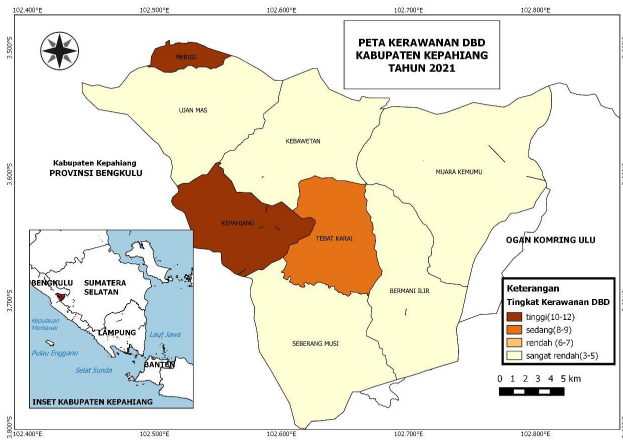 102.400°E 102.500°E 102.600°E 102.700°E 102.800°E
3.500°S
3.600°S
3.700°S
3.800°S
PETA KERAWANAN DBD
KABUPATEN KEPAHIANG
TAHUN 2021
MERIGI
UJAN MAS
KEBAWETAN
MUARA KEMUMU
Kabupaten Kepahiang
PROVINSI BENGKULU
KEPAHIANG
TEBAT KARAI
OGAN KOMRING ULU
BERMANI ILIR
SEBERANG MUSI
BENGKULU
SUMATERA
SELATAN
Kepulauan
Mentawai
LAMPUNG
Laut Jawa
Pulau Enggano
Selat Sunda
BANTEN
INSET KABUPATEN KEPAHIANG
Keterangan
Tingkat Kerawanan DBD
tinggi(10-12)
sedang(8-9)
rendah (6-7)
sangat rendah(3-5)
0 1 2 3 4 5 km
102.400°E 102.500°E 102.600°E 102.700°E 102.800°E